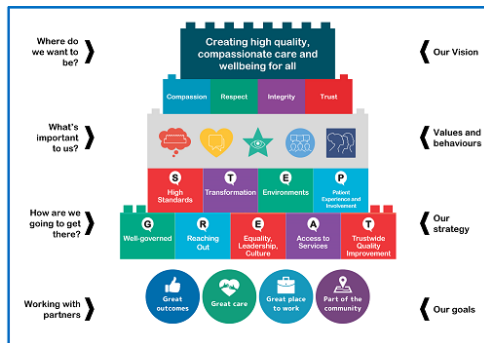 Where do
we want to
be?
Creating high quality,
compassionate care and
wellbeing for all
Our Vision
Compassion
Respect
Integrity
Trust
What's
important
to us?
Values and
behaviours
S
High
Standards
T
Transformation
E
Environments
P
Patient
Experience and
Involvement
How are we
going to get
there?
G
Well-governed
R
Reaching
Out
E
Equality,
Leadership,
Culture
A
Access to
Services
T
Trustwide
Quality
Improvement
Our
strategy
Working with
partners
Great
outcomes
Great care
Great place
to work
Part of the
community
Our goals